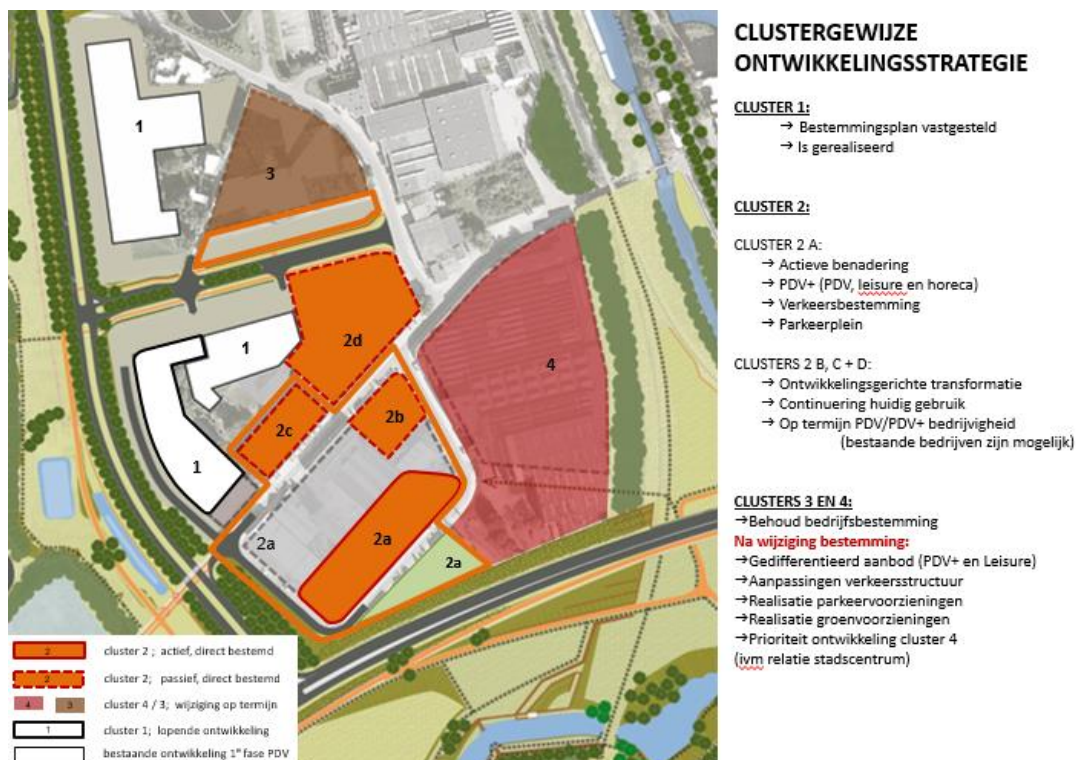 CLUSTERGEWIJZE
ONTWIKKELINGSSTRATEGIE
CLUSTER 1:
→ Bestemmingsplan vastgesteld
→ Is gerealiseerd
CLUSTER 2:
CLUSTER 2 A:
→ Actieve benadering
→ PDV+ (PDV, leisure en horeca)
→ Verkeersbestemming
→ Parkeerplein
CLUSTERS 2 B, C + D:
→ Ontwikkelingsgerichte transformatie
→ Continuering huidig gebruik
→ Op termijn PDV/PDV+ bedrijvigheid
(bestaande bedrijven zijn mogelijk)
CLUSTERS 3 EN 4:
→Behoud bedrijfsbestemming
Na wijziging bestemming:
→Gedifferentieerd aanbod (PDV+ en Leisure)
→Aanpassingen verkeersstructuur
→Realisatie parkeervoorzieningen
→Realisatie groenvoorzieningen
→Prioriteit ontwikkeling cluster 4
(ivm relatie stadscentrum)
1
3
2d
1
4
2b
2c
1
2a
2a
2a
2 cluster 2 ; actief, direct bestemd
2 cluster 2; passief, direct bestemd
4 3 cluster 4 / 3; wijziging op termijn
1 cluster 1; lopende ontwikkeling
bestaande ontwikkeling 1e fase PDV